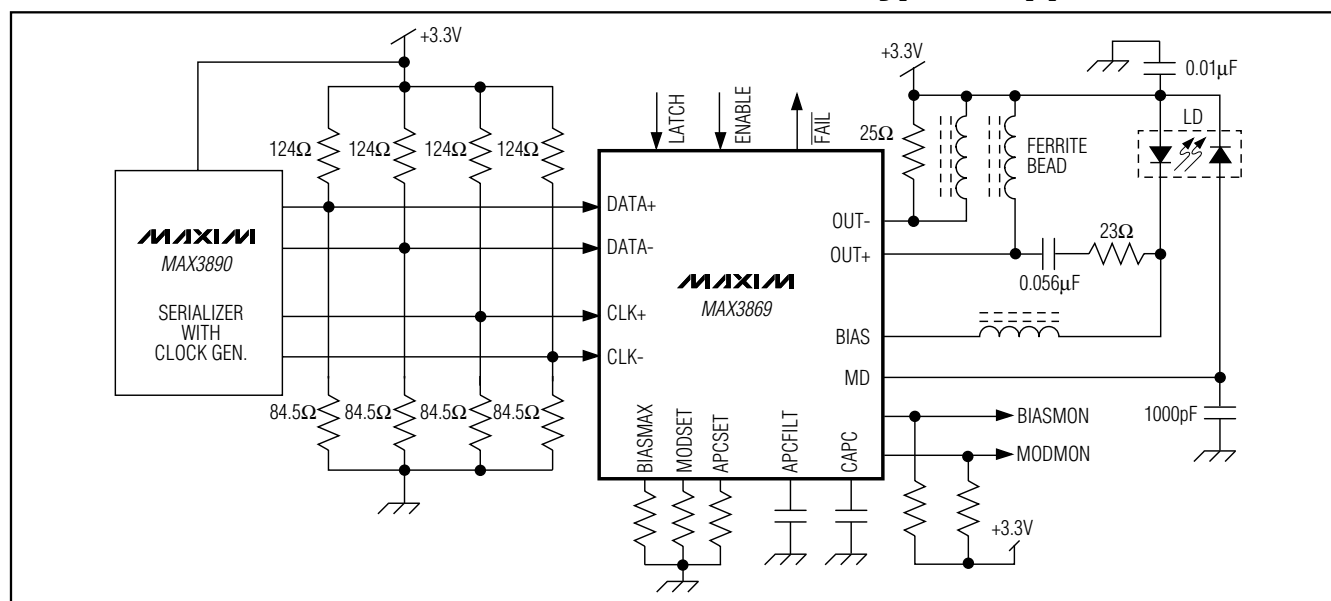 +3.3V
124Ω 124Ω 124Ω 124Ω
MAXIM
MAX3890
SERIALIZER
WITH
CLOCK GEN.
84.5Ω 84.5Ω 84.5Ω 84.5Ω
LATCH
ENABLE
FAIL
DATA+
DATA-
CLK+
CLK-
MAXIM
MAX3869
OUT-
OUT+
BIAS
MD
BIASMAX
MODSET
APCSET
APCFILT
CAPC
+3.3V
25Ω
FERRITE
BEAD
0.01µF
LD
23Ω
0.056µF
1000pF
BIASMON
MODMON
+3.3V